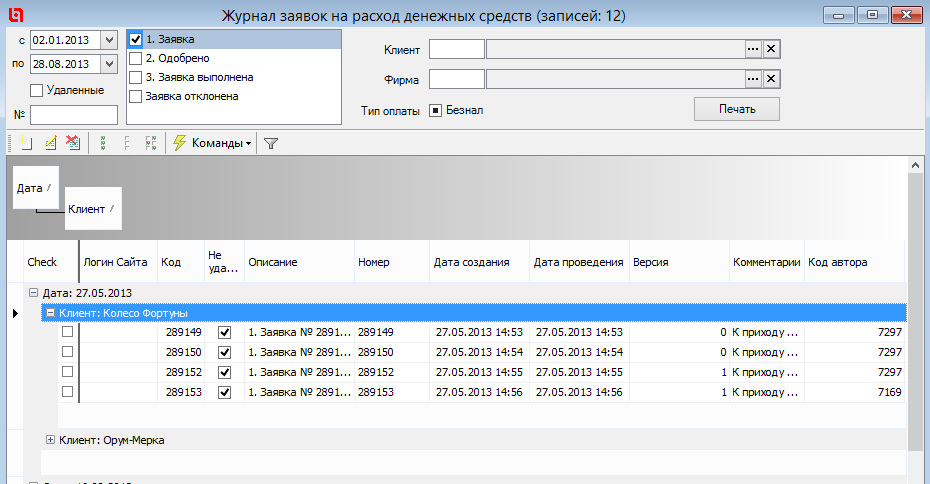 Журнал заявок на расход денежных средств (записей: 12)
с 02.01.2013
по 28.08.2013
Удаленные
№
1. Заявка
2. Одобрено
3. Заявка выполнена
Заявка отклонена
Клиент
Фирма
Тип оплаты Безнал
Печать
Команды
Дата
Клиент
Check Логин Сайта Код Не уда... Описание Номер Дата создания Дата проведения Версия Комментарии Код автора
Дата: 27.05.2013
Клиент: Колесо Фортуны
289149 1. Заявка № 2891... 289149 27.05.2013 14:53 27.05.2013 14:53 0 К приходу ... 7297
289150 1. Заявка № 2891... 289150 27.05.2013 14:54 27.05.2013 14:54 0 К приходу ... 7297
289152 1. Заявка № 2891... 289152 27.05.2013 14:55 27.05.2013 14:55 1 К приходу ... 7297
289153 1. Заявка № 2891... 289153 27.05.2013 14:56 27.05.2013 14:56 1 К приходу ... 7169
Клиент: Орум-Мерка